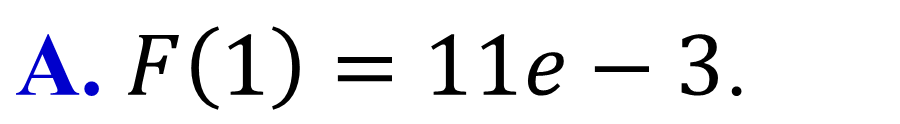 A. F(1) = 11e − 3.